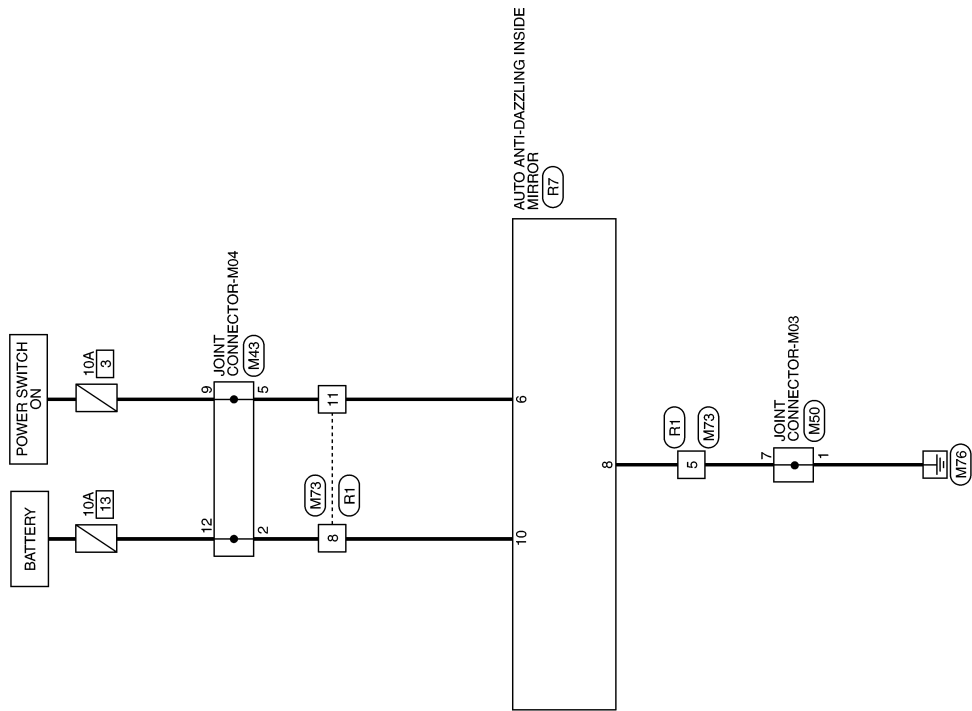 BATTERY
POWER SWITCH
ON
10A
13
10A
3
JOINT
CONNECTOR-M04
M43
12
9
2
5
M73
R1
8
11
AUTO ANTI-DAZZLING INSIDE
MIRROR
R7
10
6
8
R1
M73
5
JOINT
CONNECTOR-M03
M50
7
1
M76